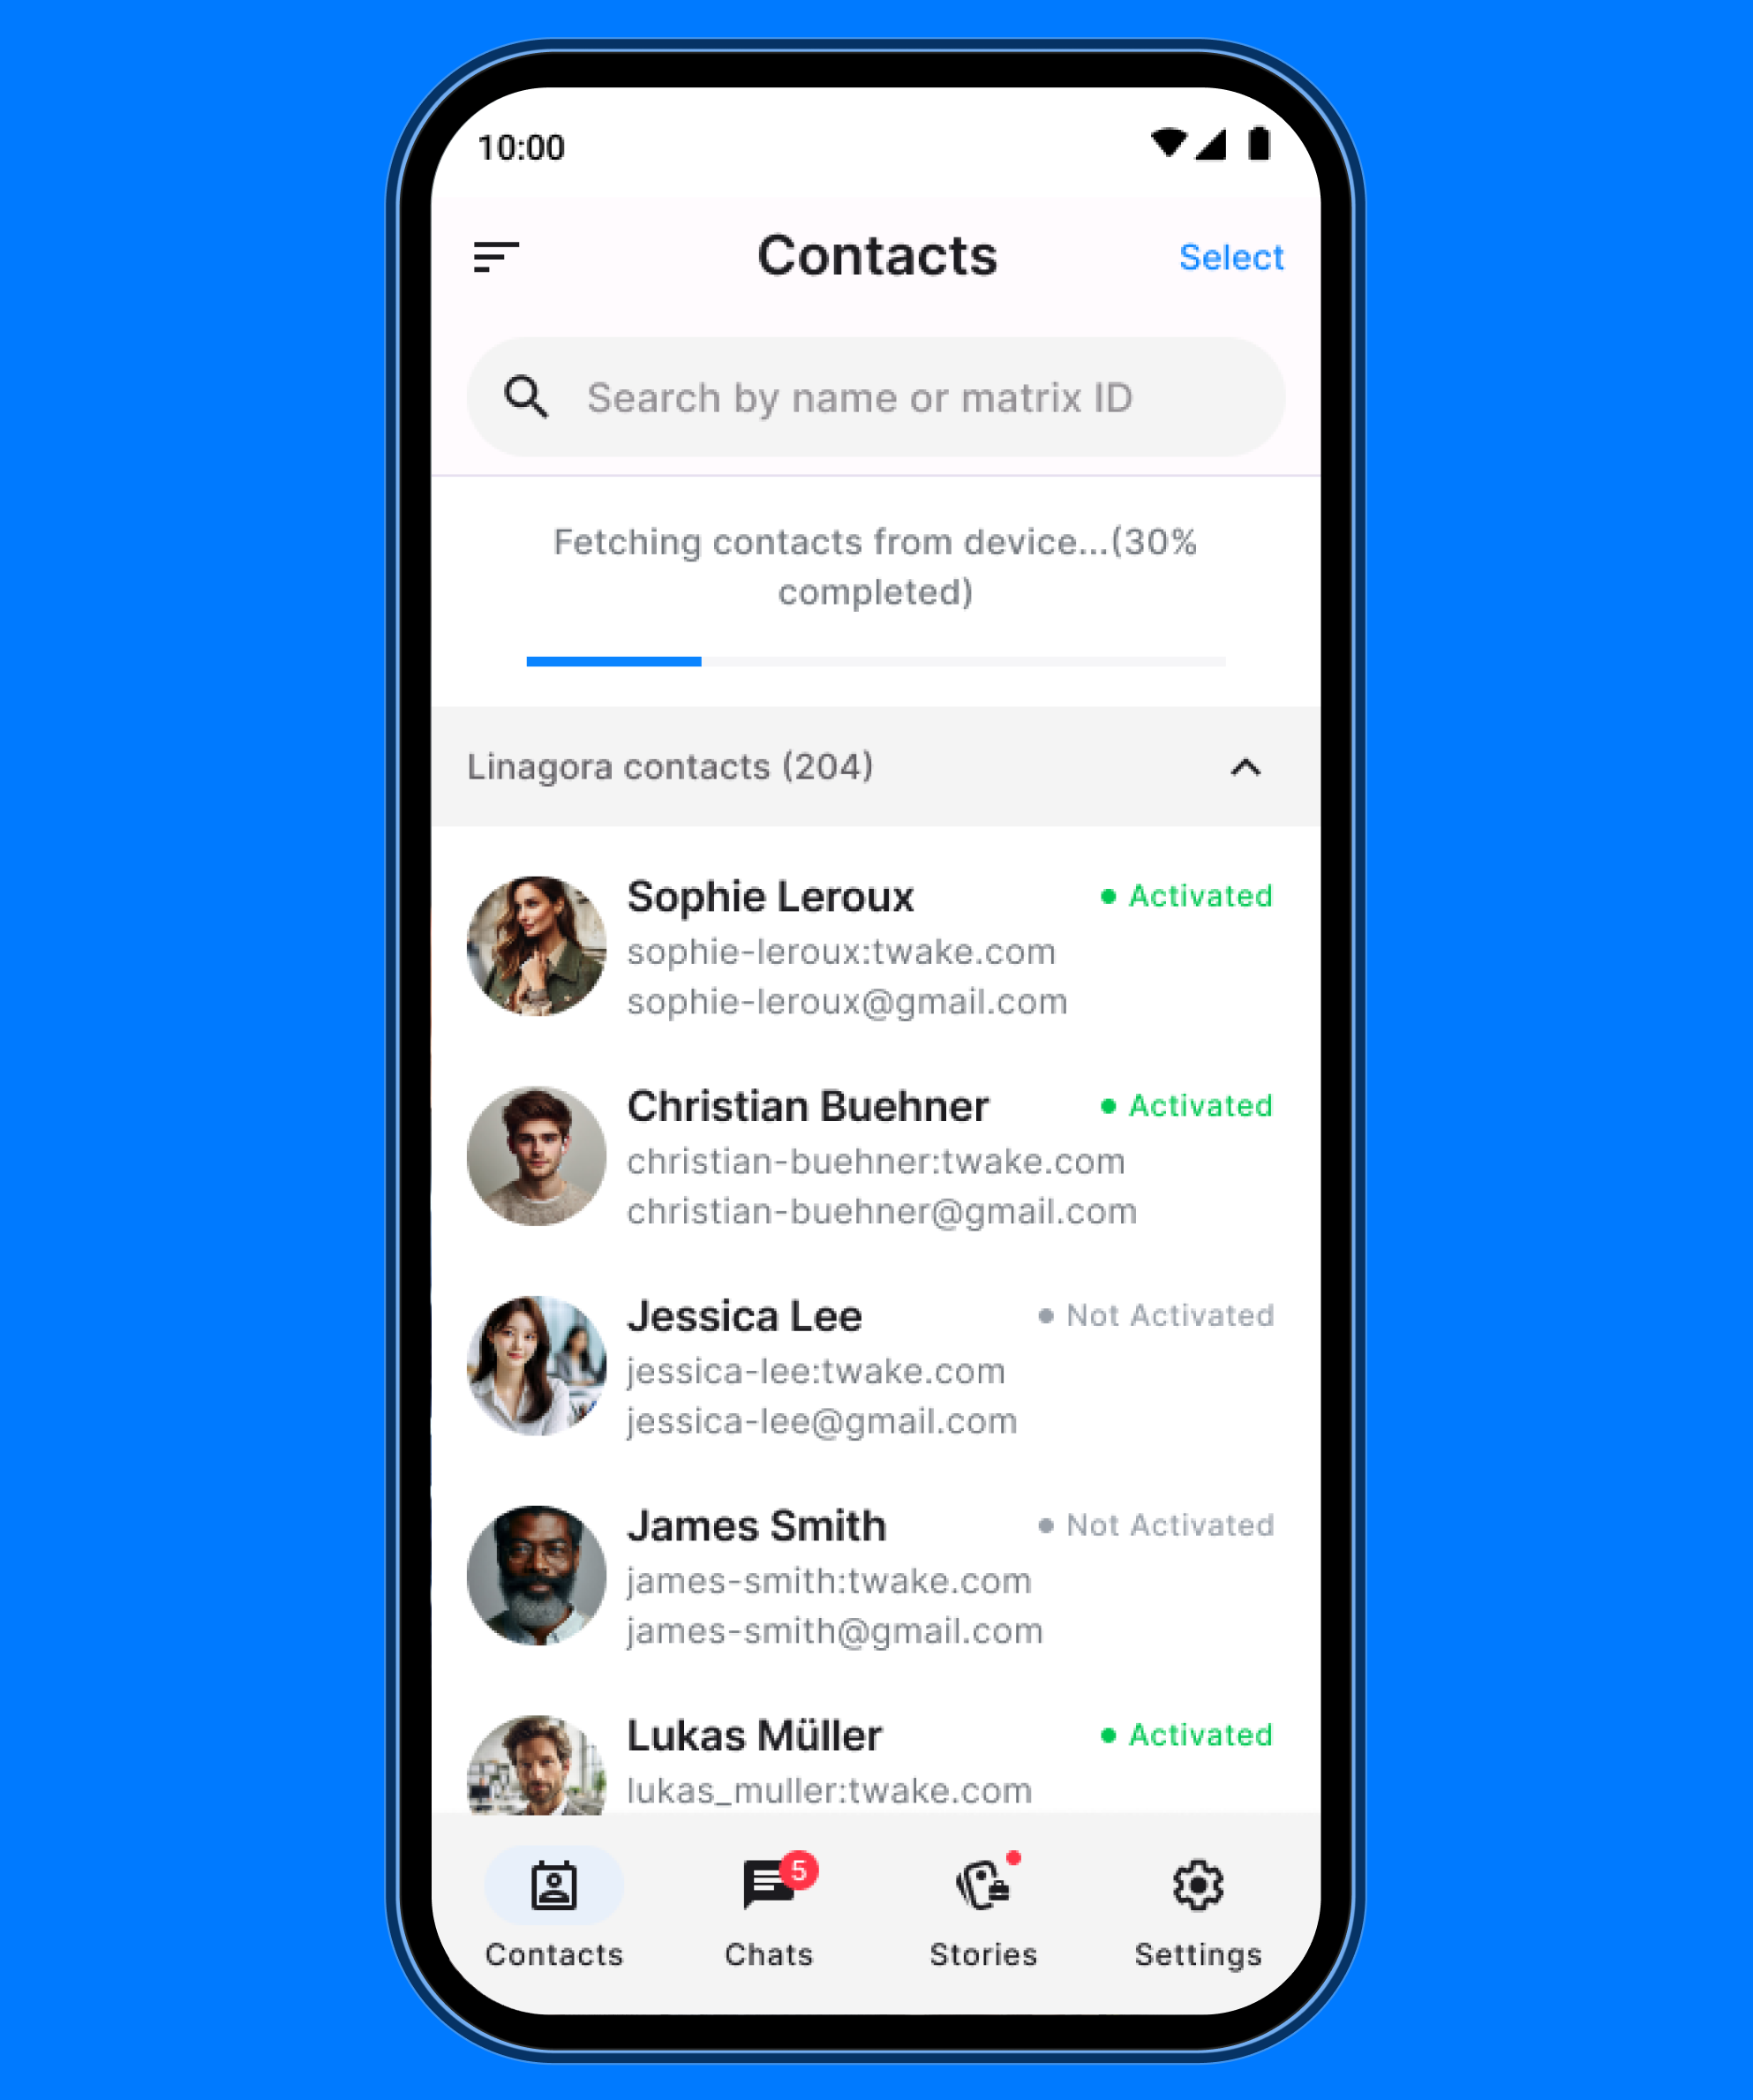 10:00
Contacts
Select
Search by name or matrix ID
Fetching contacts from device...(30%
completed)
Linagora contacts (204)
Sophie Leroux
Activated
sophie-leroux:twake.com
sophie-leroux@gmail.com
Christian Buehner
Activated
christian-buehner:twake.com
christian-buehner@gmail.com
Jessica Lee
Not Activated
jessica-lee:twake.com
jessica-lee@gmail.com
James Smith
Not Activated
james-smith:twake.com
james-smith@gmail.com
Lukas Müller
Activated
lukas_muller:twake.com
5
Contacts
Chats
Stories
Settings